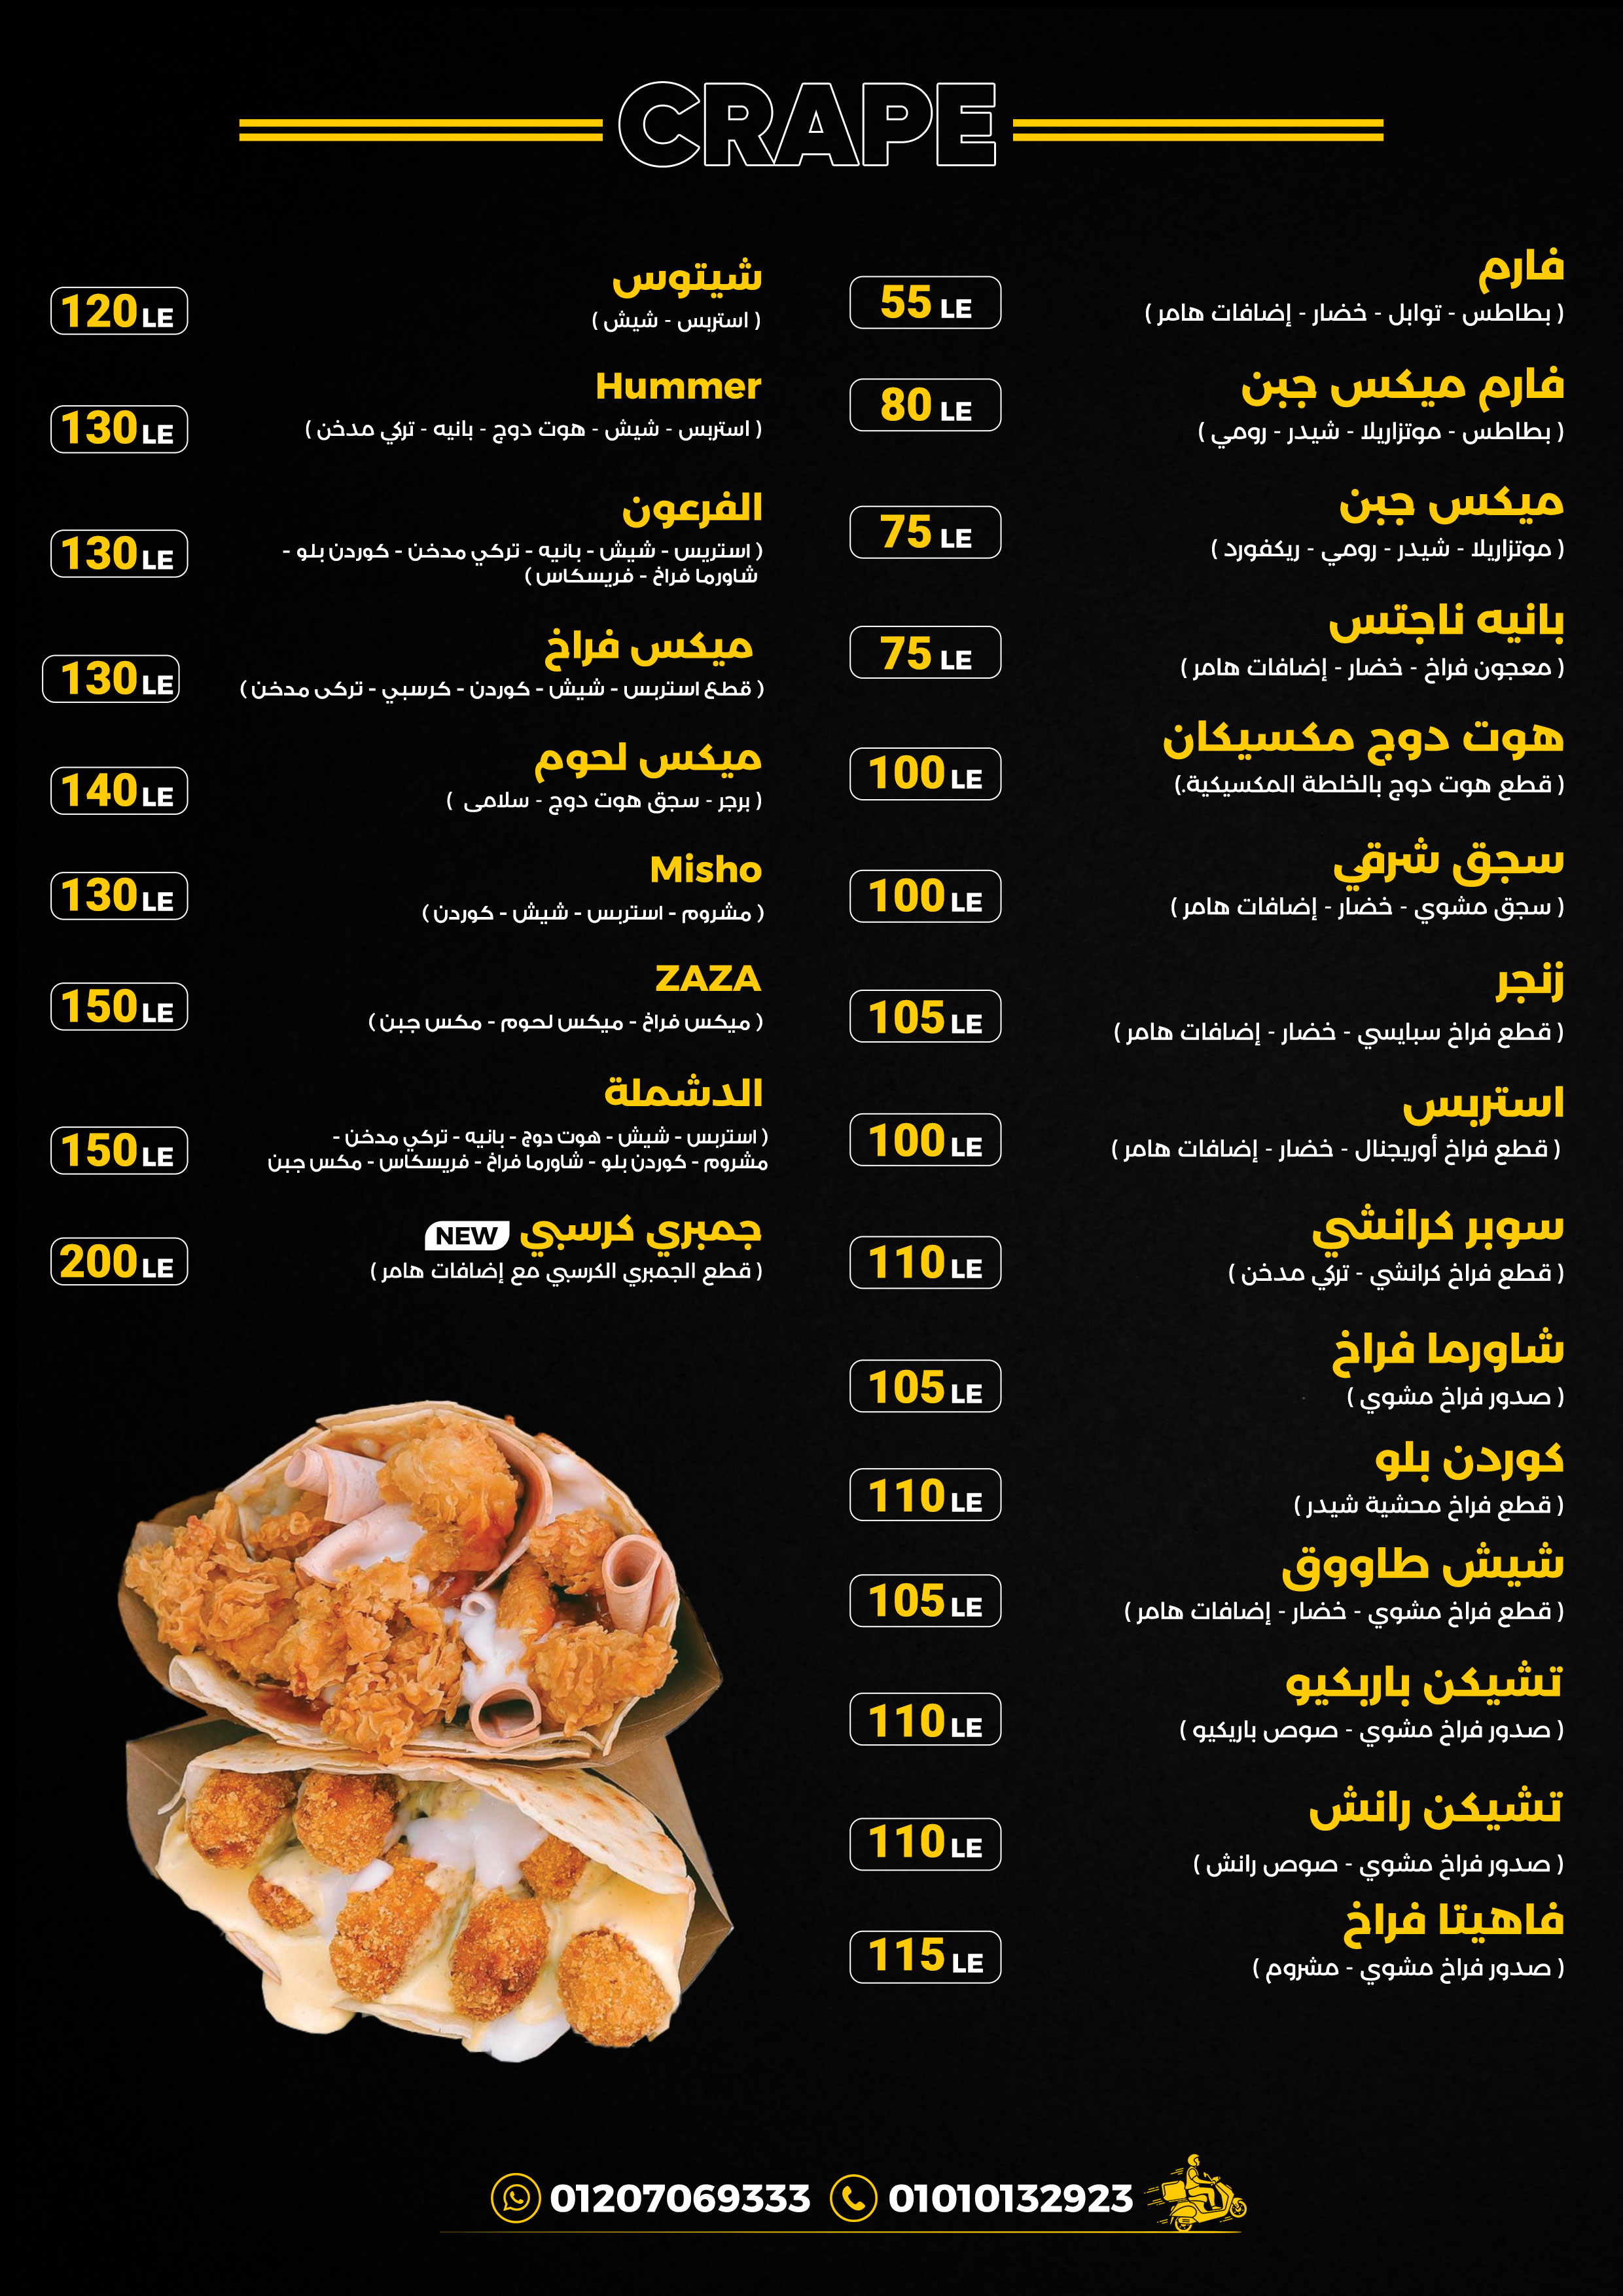 CRAPE
فارم
( بطاطس - توابل - خضار - إضافات هامر )
55 LE
فارم ميكس جبن
( بطاطس - موتزاريلا - شيدر - رومي )
80 LE
ميكس جبن
( موتزاريلا - شيدر - رومي - ريكفورد )
75 LE
بانيه ناجتس
( معجون فراخ - خضار - إضافات هامر )
75 LE
هوت دوج مكسيكان
( قطع هوت دوج بالخلطة المكسيكية.)
100 LE
سجق شرقي
( سجق مشوي - خضار - إضافات هامر )
100 LE
زنجر
( قطع فراخ سبايسي - خضار - إضافات هامر )
105 LE
استربس
( قطع فراخ أوريجنال - خضار - إضافات هامر )
100 LE
سوبر كرانشي
( قطع فراخ كرانشي - تركي مدخن )
110 LE
شاورما فراخ
( صدور فراخ مشوي )
105 LE
كوردن بلو
( قطع فراخ محشية شيدر )
110 LE
شيش طاووق
( قطع فراخ مشوي - خضار - إضافات هامر )
105 LE
تشيكن باربكيو
( صدور فراخ مشوي - صوص باريكيو )
110 LE
تشيكن رانش
( صدور فراخ مشوي - صوص رانش )
110 LE
فاهيتا فراخ
( صدور فراخ مشوي - مشروم )
115 LE
شيتوس
( استربس - شيش )
120 LE
Hummer
( استربس - شيش - هوت دوج - بانيه - تركي مدخن )
130 LE
الفرعون
( استريس - شيش - بانيه - تركي مدخن - كوردن بلو -
شاورما فراخ - فريسكاس )
130 LE
ميكس فراخ
( قطع استربس - شيش - كوردن - كرسبي - تركى مدخن )
130 LE
ميكس لحوم
( برجر - سجق هوت دوج - سلامى )
140 LE
Misho
( مشروم - استربس - شيش - كوردن )
130 LE
ZAZA
( ميكس فراخ - ميكس لحوم - مكس جبن )
150 LE
الدشملة
( استربس - شيش - هوت دوج - بانيه - تركي مدخن -
مشروم - كوردن بلو - شاورما فراخ - فريسكاس - مكس جبن
150 LE
جمبري كرسبي NEW
( قطع الجمبري الكرسبي مع إضافات هامر )
200 LE
01207069333 01010132923